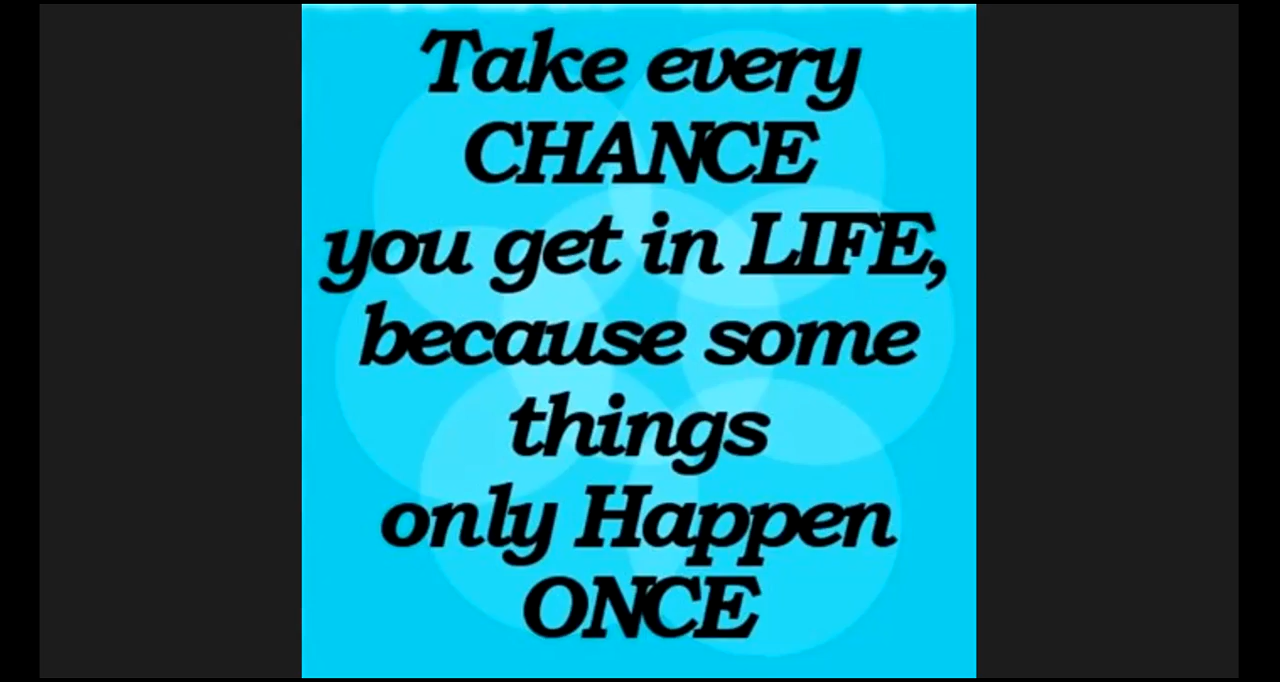 Take every
CHANCE
you get in LIFE,
because some
things
only Happen
ONCE